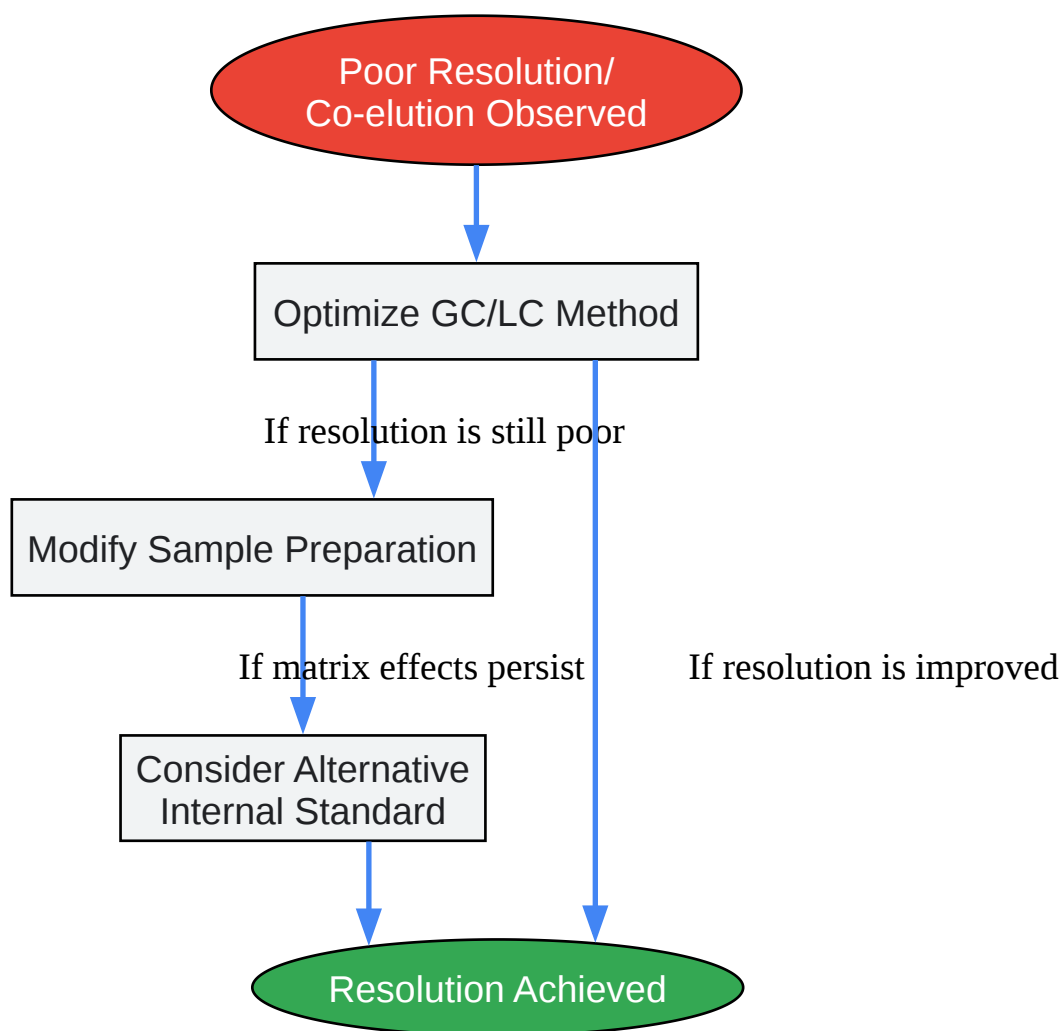 Poor Resolution/
Co-elution Observed
Optimize GC/LC Method
If resolution is still poor
Modify Sample Preparation
If matrix effects persist
If resolution is improved
Consider Alternative
Internal Standard
Resolution Achieved